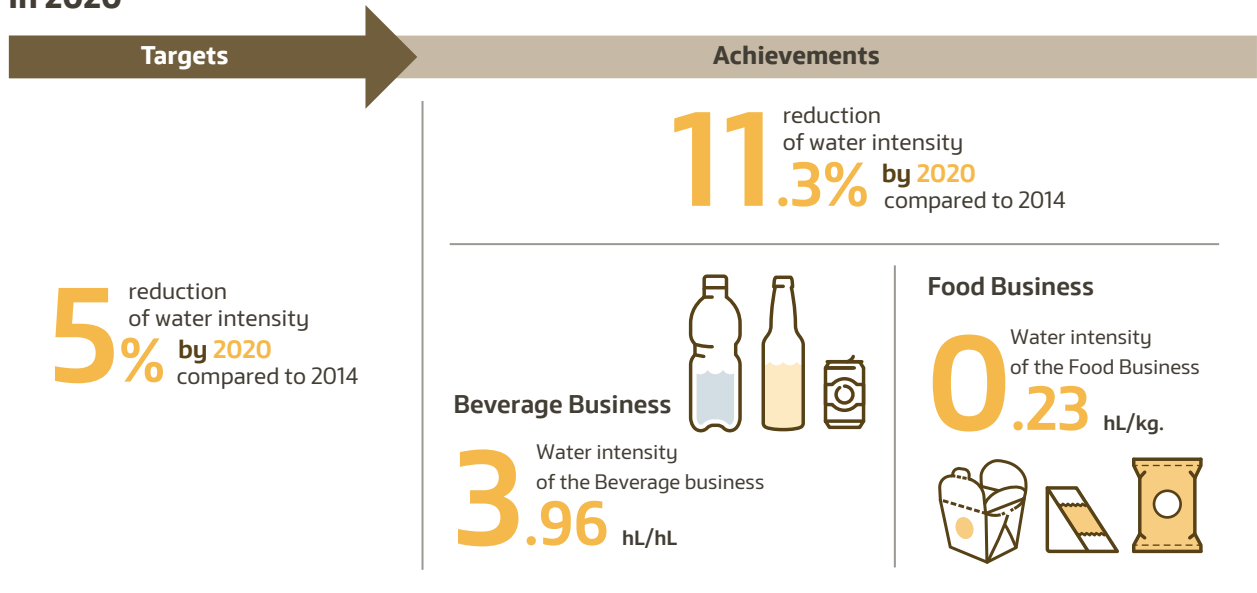 in 2020
Targets
Achievements
5% reduction
of water intensity
by 2020
compared to 2014
11.3% reduction
of water intensity
by 2020
compared to 2014
Beverage Business
3.96 Water intensity
of the Beverage business
hL/hL
Food Business
0.23 Water intensity
of the Food Business
hL/kg.